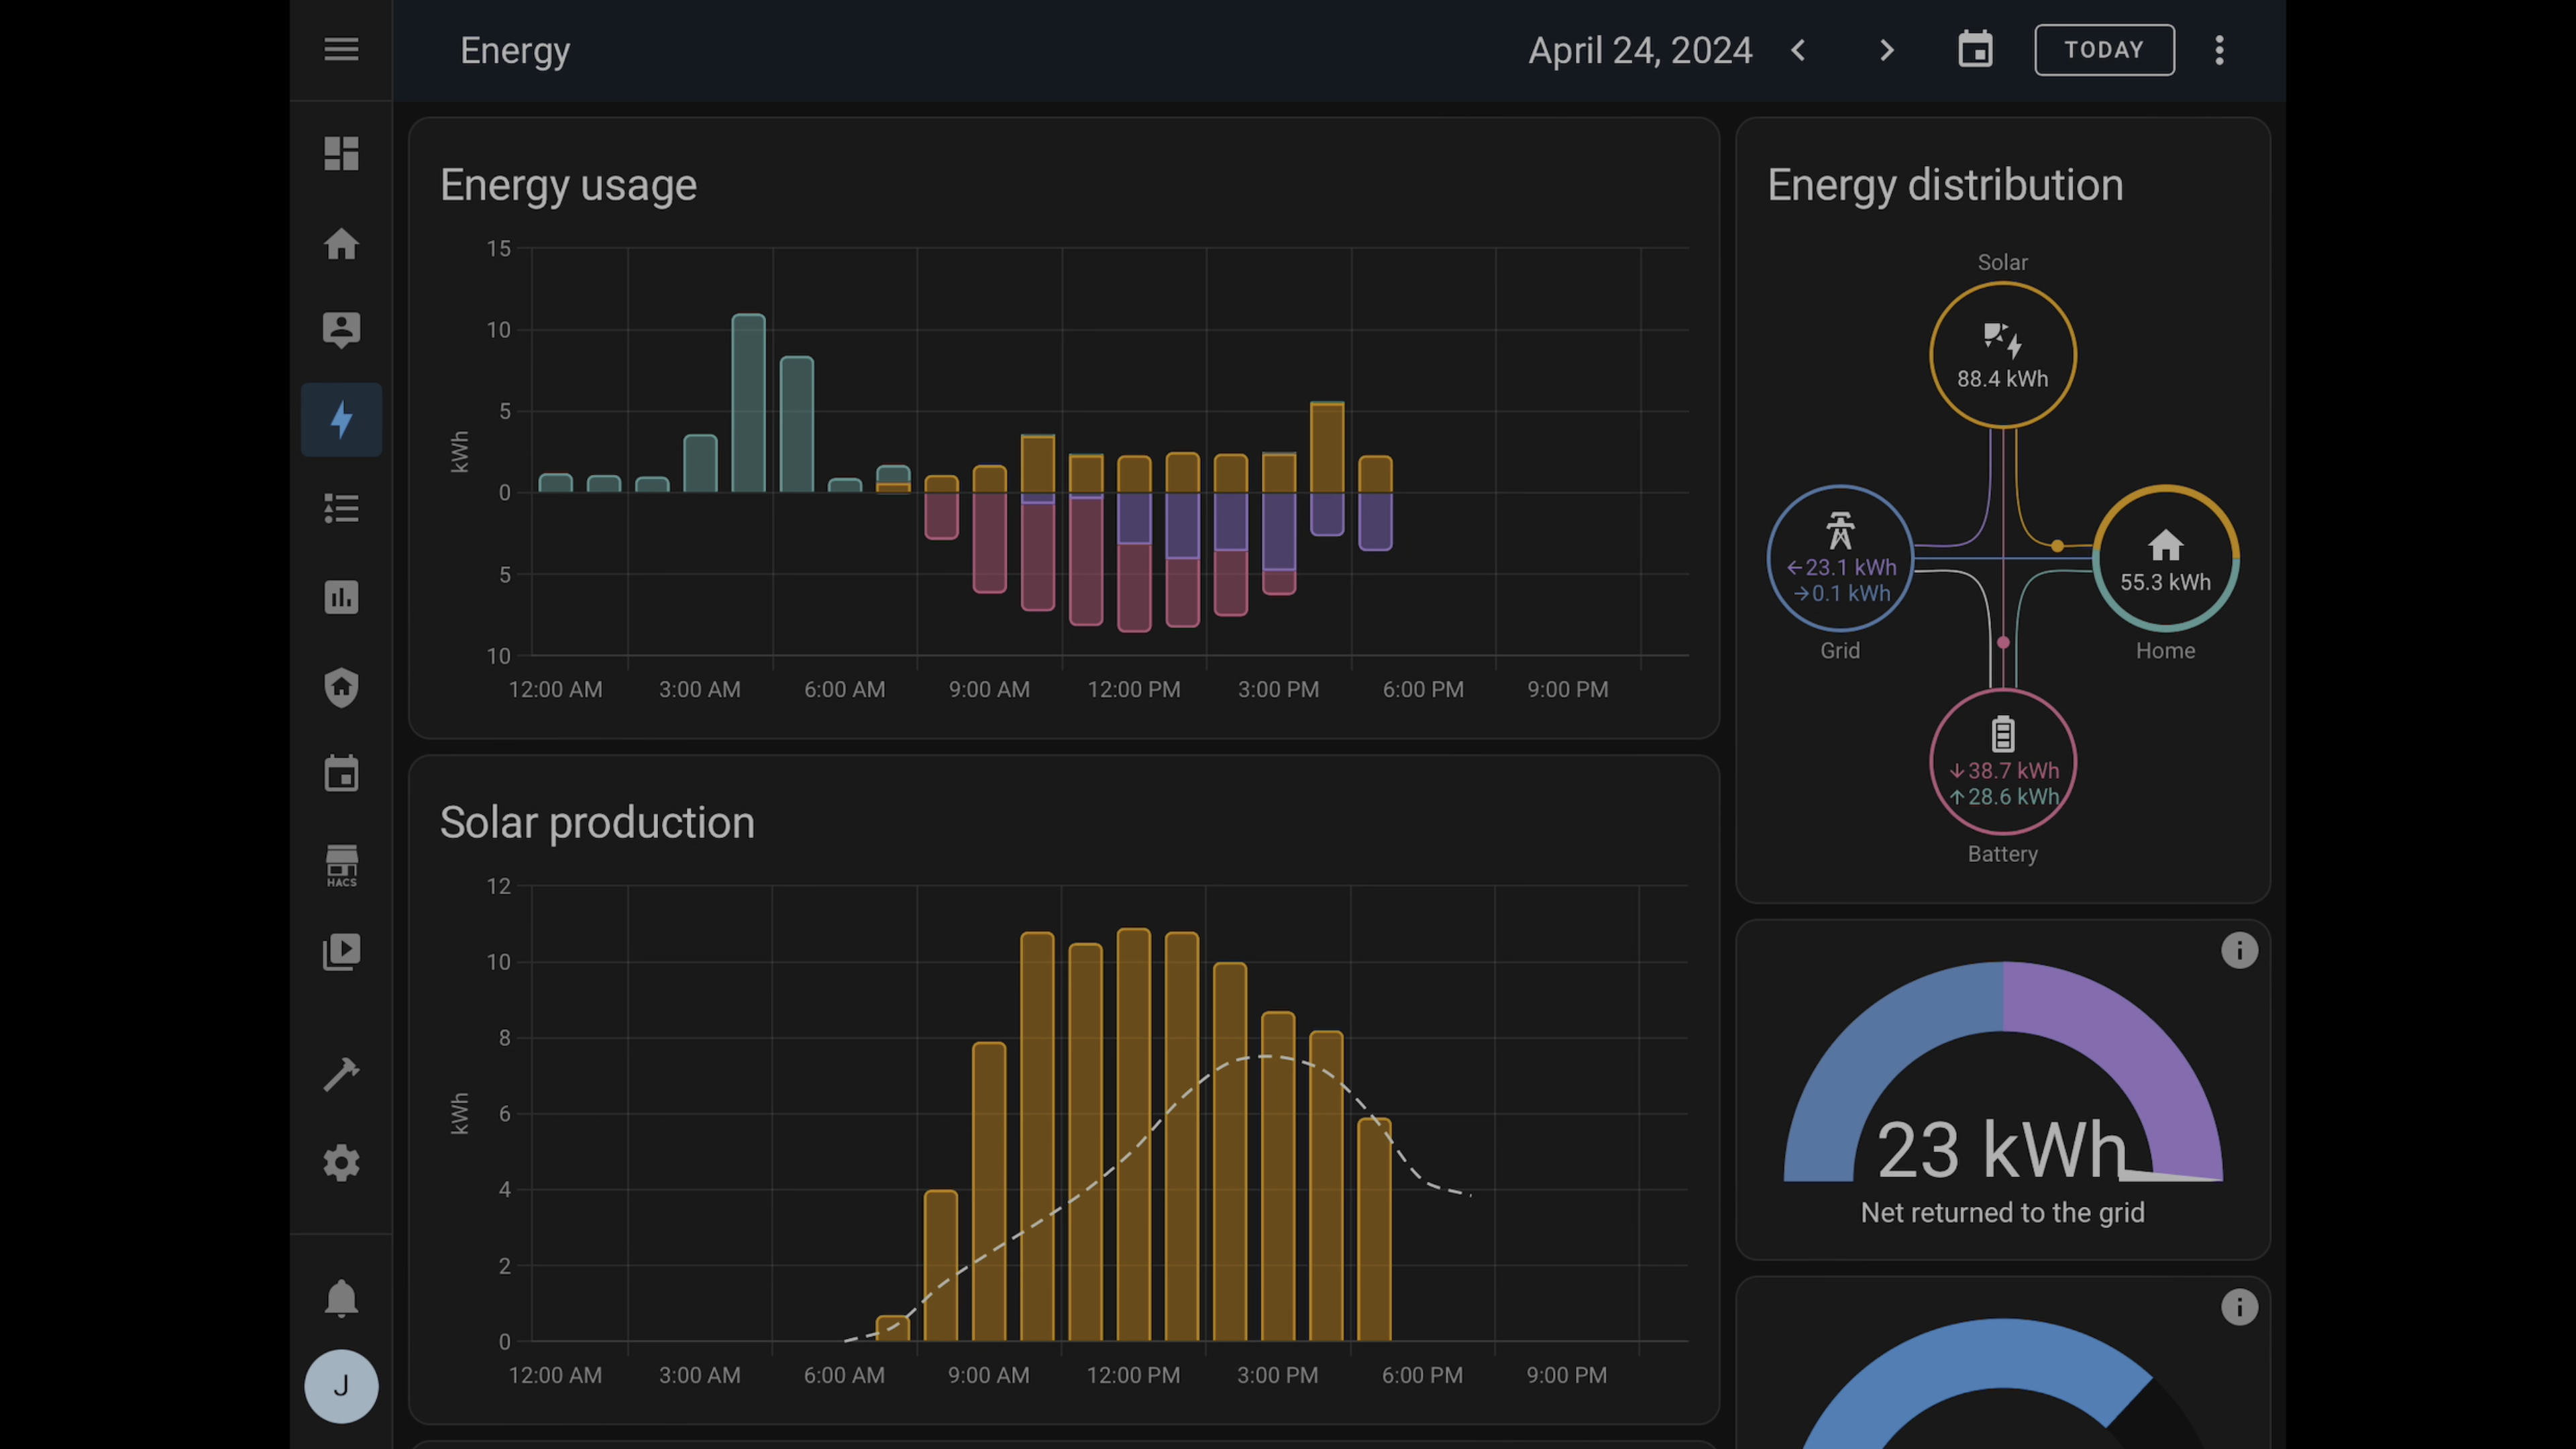 Energy
April 24, 2024
TODAY
Energy usage
15
10
5
0
5
10
kWh
12:00 AM 3:00 AM 6:00 AM 9:00 AM 12:00 PM 3:00 PM 6:00 PM 9:00 PM
Solar production
12
10
8
6
4
2
0
kWh
12:00 AM 3:00 AM 6:00 AM 9:00 AM 12:00 PM 3:00 PM 6:00 PM 9:00 PM
Energy distribution
Solar
88.4 kWh
←23.1 kWh
→0.1 kWh
Grid
55.3 kWh
Home
↓38.7 kWh
↑28.6 kWh
Battery
23 kWh
Net returned to the grid
HACS
J